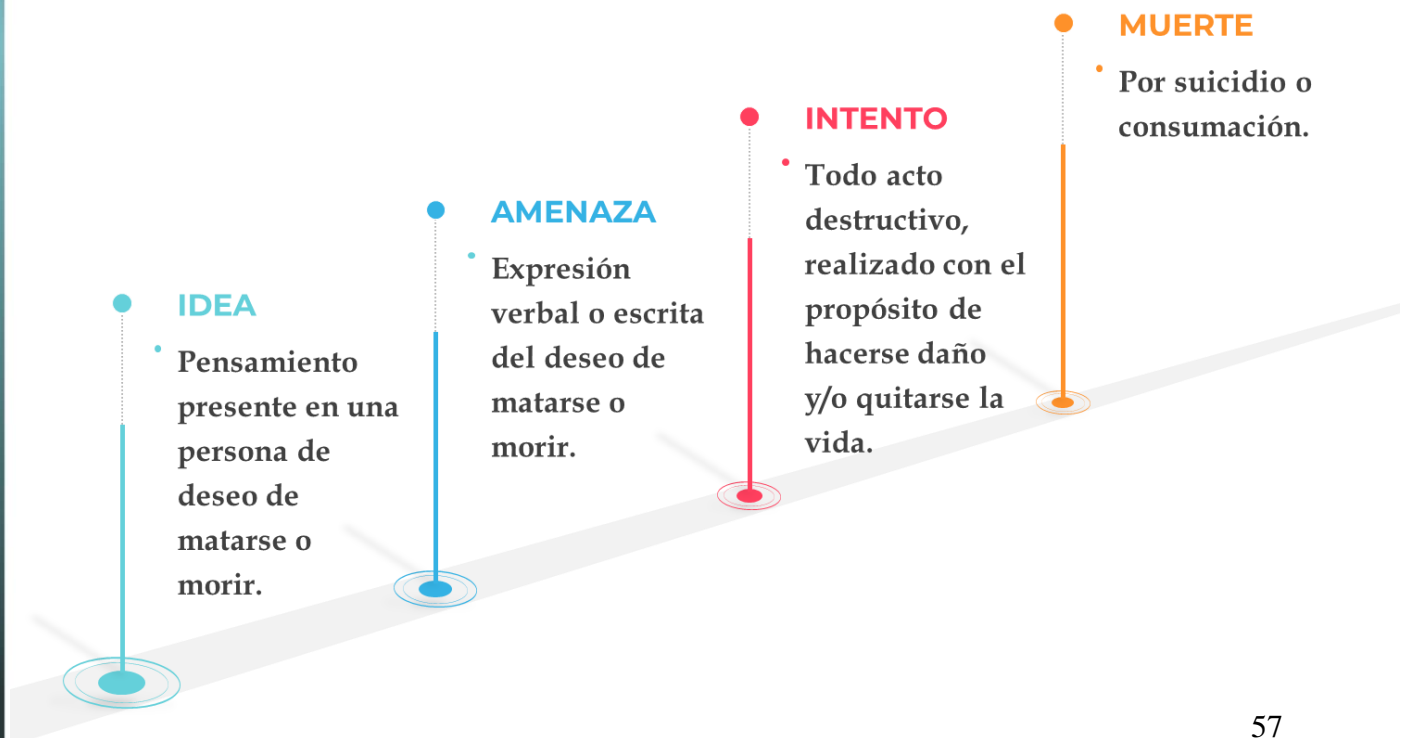 IDEA
Pensamiento
presente en una
persona de
deseo de
matarse o
morir.
AMENAZA
Expresión
verbal o escrita
del deseo de
matarse o
morir.
INTENTO
Todo acto
destructivo,
realizado con el
propósito de
hacerse daño
y/o quitarse la
vida.
MUERTE
Por suicidio o
consumación.
57